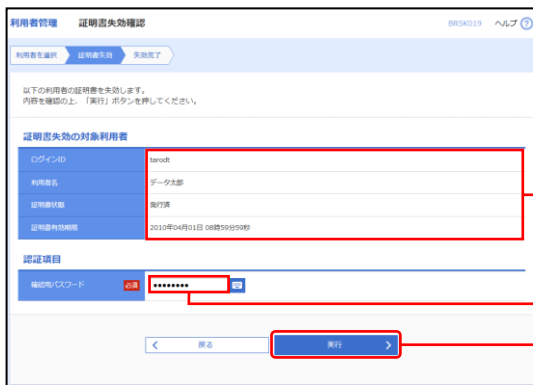 利用者管理 証明書失効確認 BRSK019 ヘルプ ?
利用者を選択 証明書失効 失効完了
以下の利用者の証明書を失効します。
内容を確認の上、「実行」ボタンを押してください。
証明書失効の対象利用者
ログインID tarodt
利用者名 データ太郎
証明書状態 発行済
証明書有効期限 2010年04月01日 08時59分59秒
認証項目
確認用パスワード 必須 ●●●●●●●●
戻る 実行